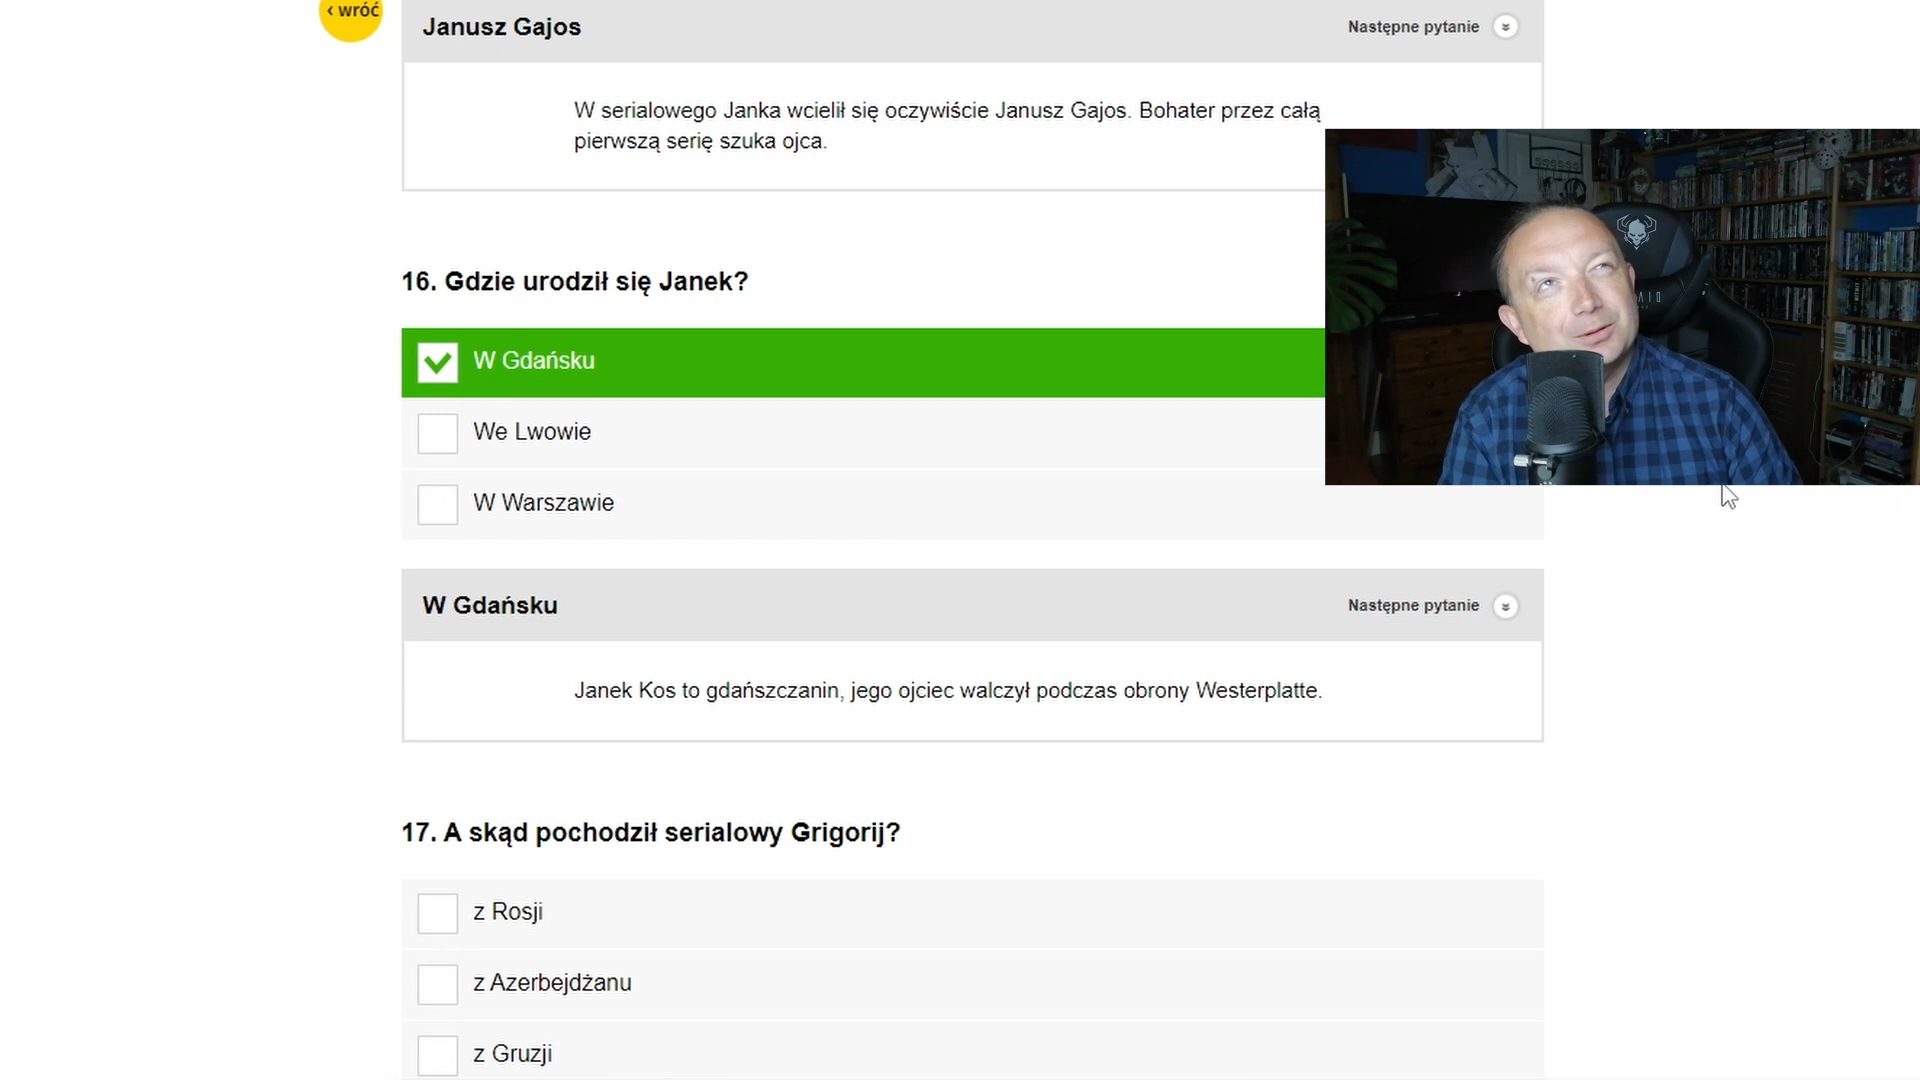 ‹ wróć
Janusz Gajos
Następne pytanie
W serialowego Janka wcielił się oczywiście Janusz Gajos. Bohater przez całą
pierwszą serię szuka ojca.
16. Gdzie urodził się Janek?
W Gdańsku
We Lwowie
W Warszawie
W Gdańsku
Następne pytanie
Janek Kos to gdańszczanin, jego ojciec walczył podczas obrony Westerplatte.
17. A skąd pochodził serialowy Grigorij?
z Rosji
z Azerbejdżanu
z Gruzji